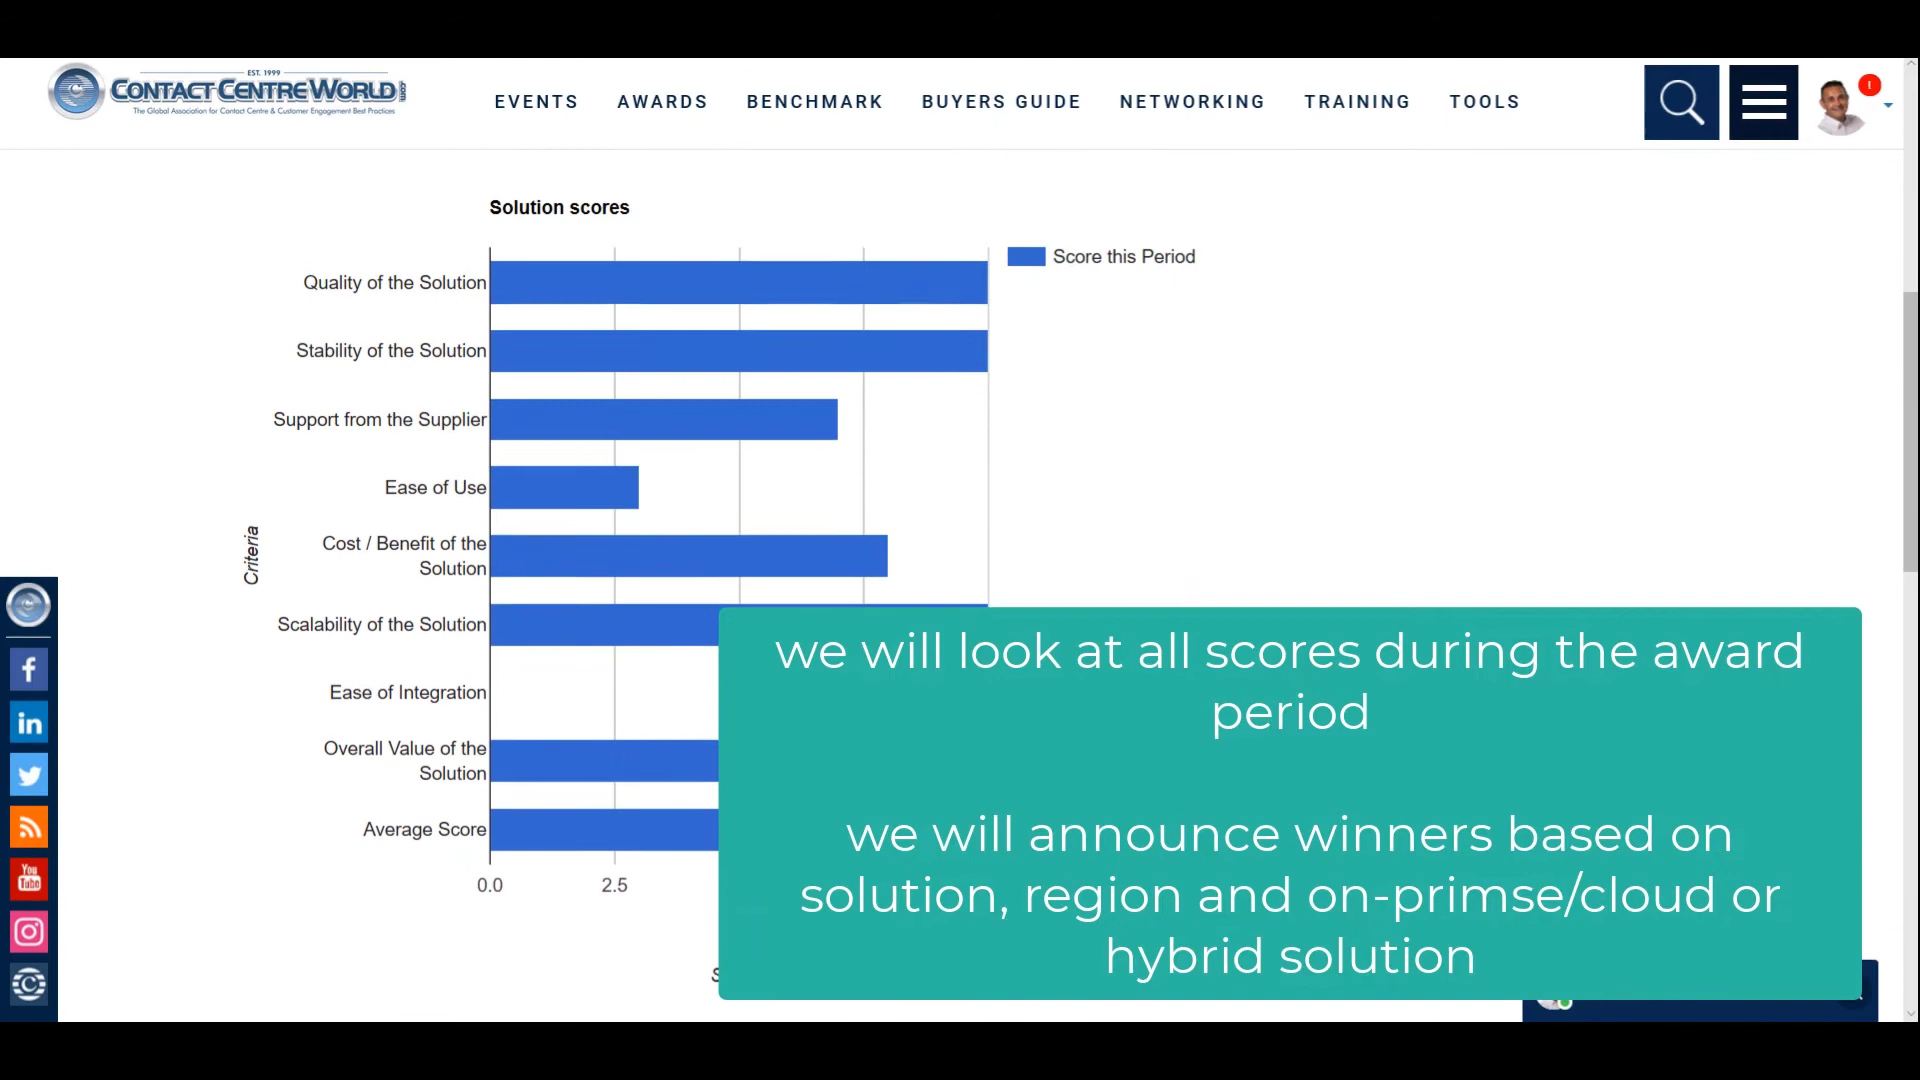 EST. 1999
CONTACT CENTRE WORLD.com
The Global Association for Contact Centre & Customer Engagement Best Practices
EVENTS AWARDS BENCHMARK BUYERS GUIDE NETWORKING TRAINING TOOLS
!
Solution scores
Score this Period
Quality of the Solution
Stability of the Solution
Support from the Supplier
Ease of Use
Cost / Benefit of the
Solution
Scalability of the Solution
Ease of Integration
Overall Value of the
Solution
Average Score
Criteria
0.0 2.5
f
in
You
Tube
we will look at all scores during the award
period
we will announce winners based on
solution, region and on-primse/cloud or
hybrid solution